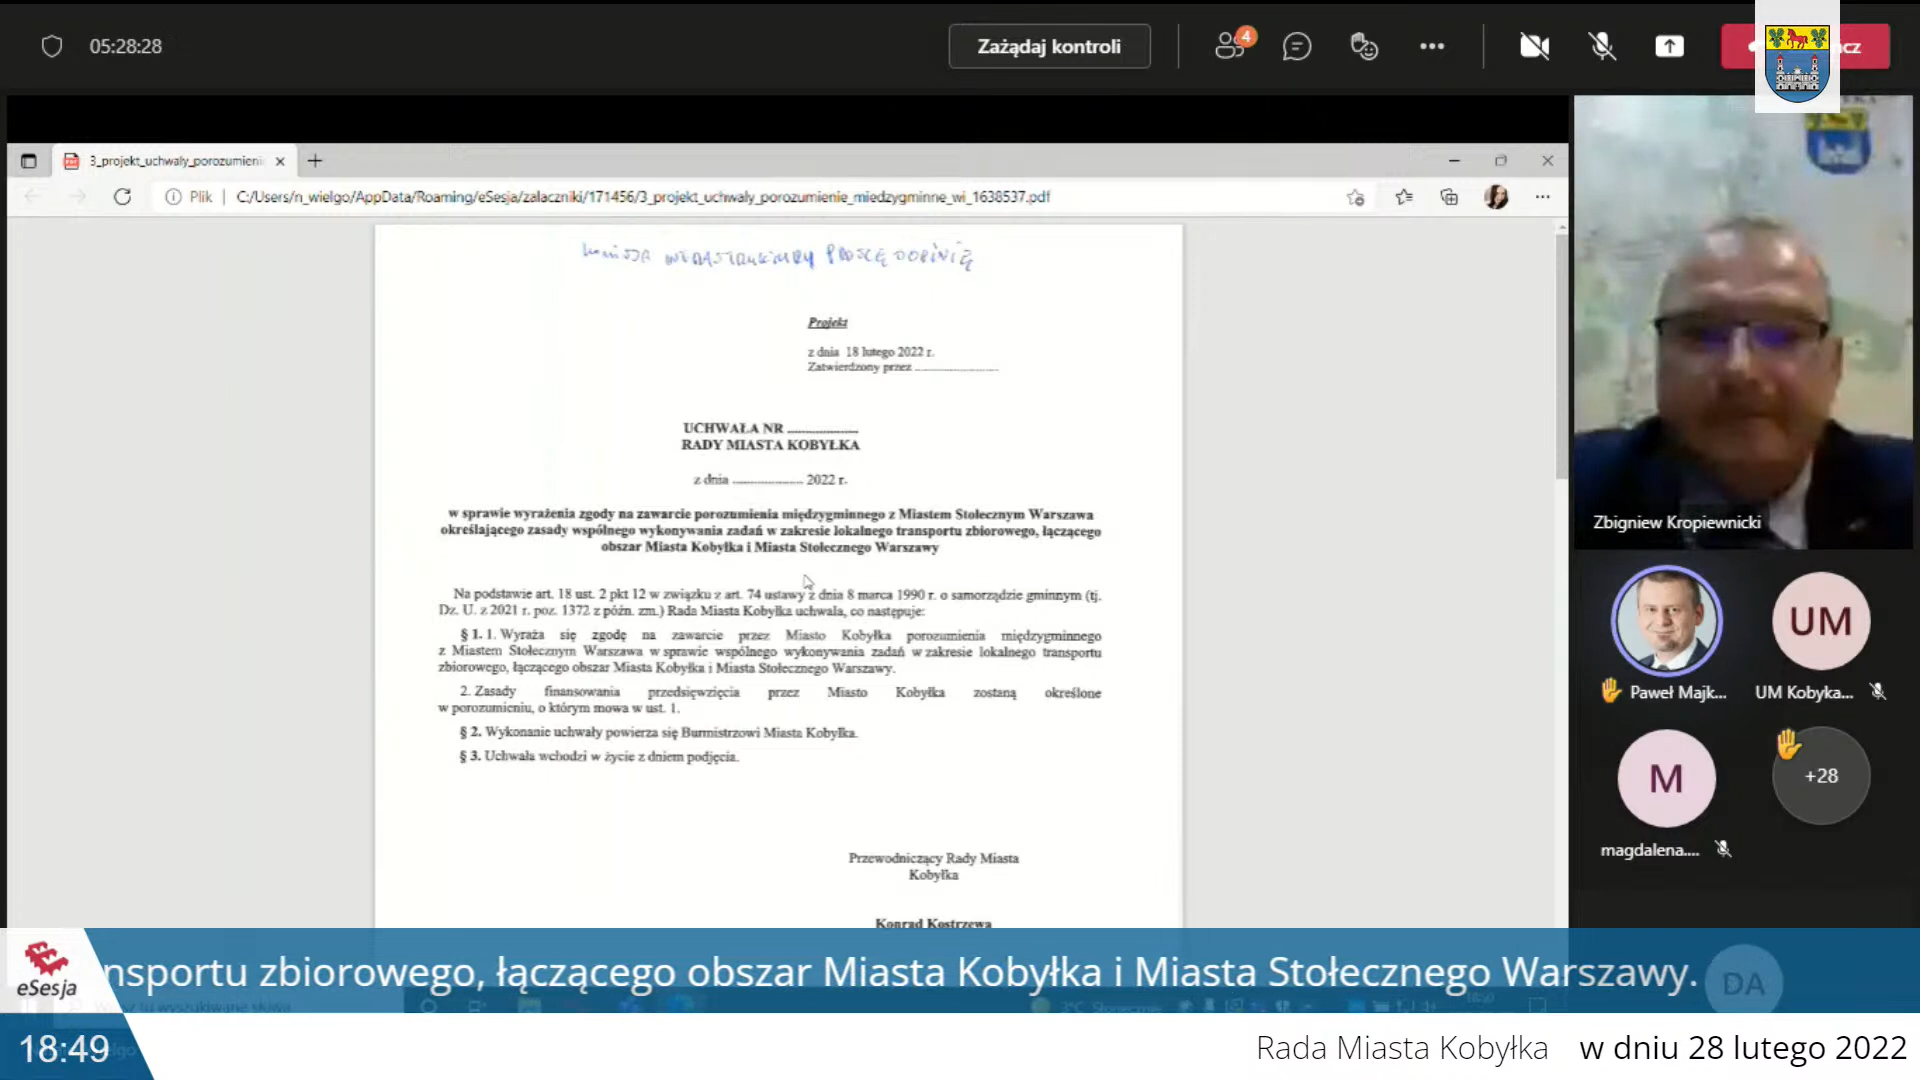 05:28:28
Zażądaj kontroli
4
cz
3_projekt_uchwaly_porozumieni
Plik | C:/Users/n_wielgo/AppData/Roaming/eSesja/zalaczniki/171456/3_projekt_uchwaly_porozumienie_miedzygminne_wi_1638537.pdf
PROSZĘ O OPINIĘ
Projekt
z dnia 18 lutego 2022 r.
Zatwierdzony przez ........................
UCHWAŁA NR ....................
RADY MIASTA KOBYŁKA
z dnia .................... 2022 r.
w sprawie wyrażenia zgody na zawarcie porozumienia międzygminnego z Miastem Stołecznym Warszawa
określającego zasady wspólnego wykonywania zadań w zakresie lokalnego transportu zbiorowego, łączącego
obszar Miasta Kobyłka i Miasta Stołecznego Warszawy
Na podstawie art. 18 ust. 2 pkt 12 w związku z art. 74 ustawy z dnia 8 marca 1990 r. o samorządzie gminnym (tj.
Dz. U. z 2021 r. poz. 1372 z późn. zm.) Rada Miasta Kobyłka uchwala, co następuje:
§ 1. 1. Wyraża się zgodę na zawarcie przez Miasto Kobyłka porozumienia międzygminnego
z Miastem Stołecznym Warszawa w sprawie wspólnego wykonywania zadań w zakresie lokalnego transportu
zbiorowego, łączącego obszar Miasta Kobyłka i Miasta Stołecznego Warszawy.
2. Zasady finansowania przedsięwzięcia przez Miasto Kobyłka zostaną określone
w porozumieniu, o którym mowa w ust. 1.
§ 2. Wykonanie uchwały powierza się Burmistrzowi Miasta Kobyłka.
§ 3. Uchwała wchodzi w życie z dniem podjęcia.
Przewodniczący Rady Miasta
Kobyłka
Konrad Kostrzewa
Zbigniew Kropiewnicki
UM
Paweł Majk...
UM Kobyka...
M
+28
magdalena....
DA
eSesja
nsportu zbiorowego, łączącego obszar Miasta Kobyłka i Miasta Stołecznego Warszawy.
18:49
Rada Miasta Kobyłka w dniu 28 lutego 2022